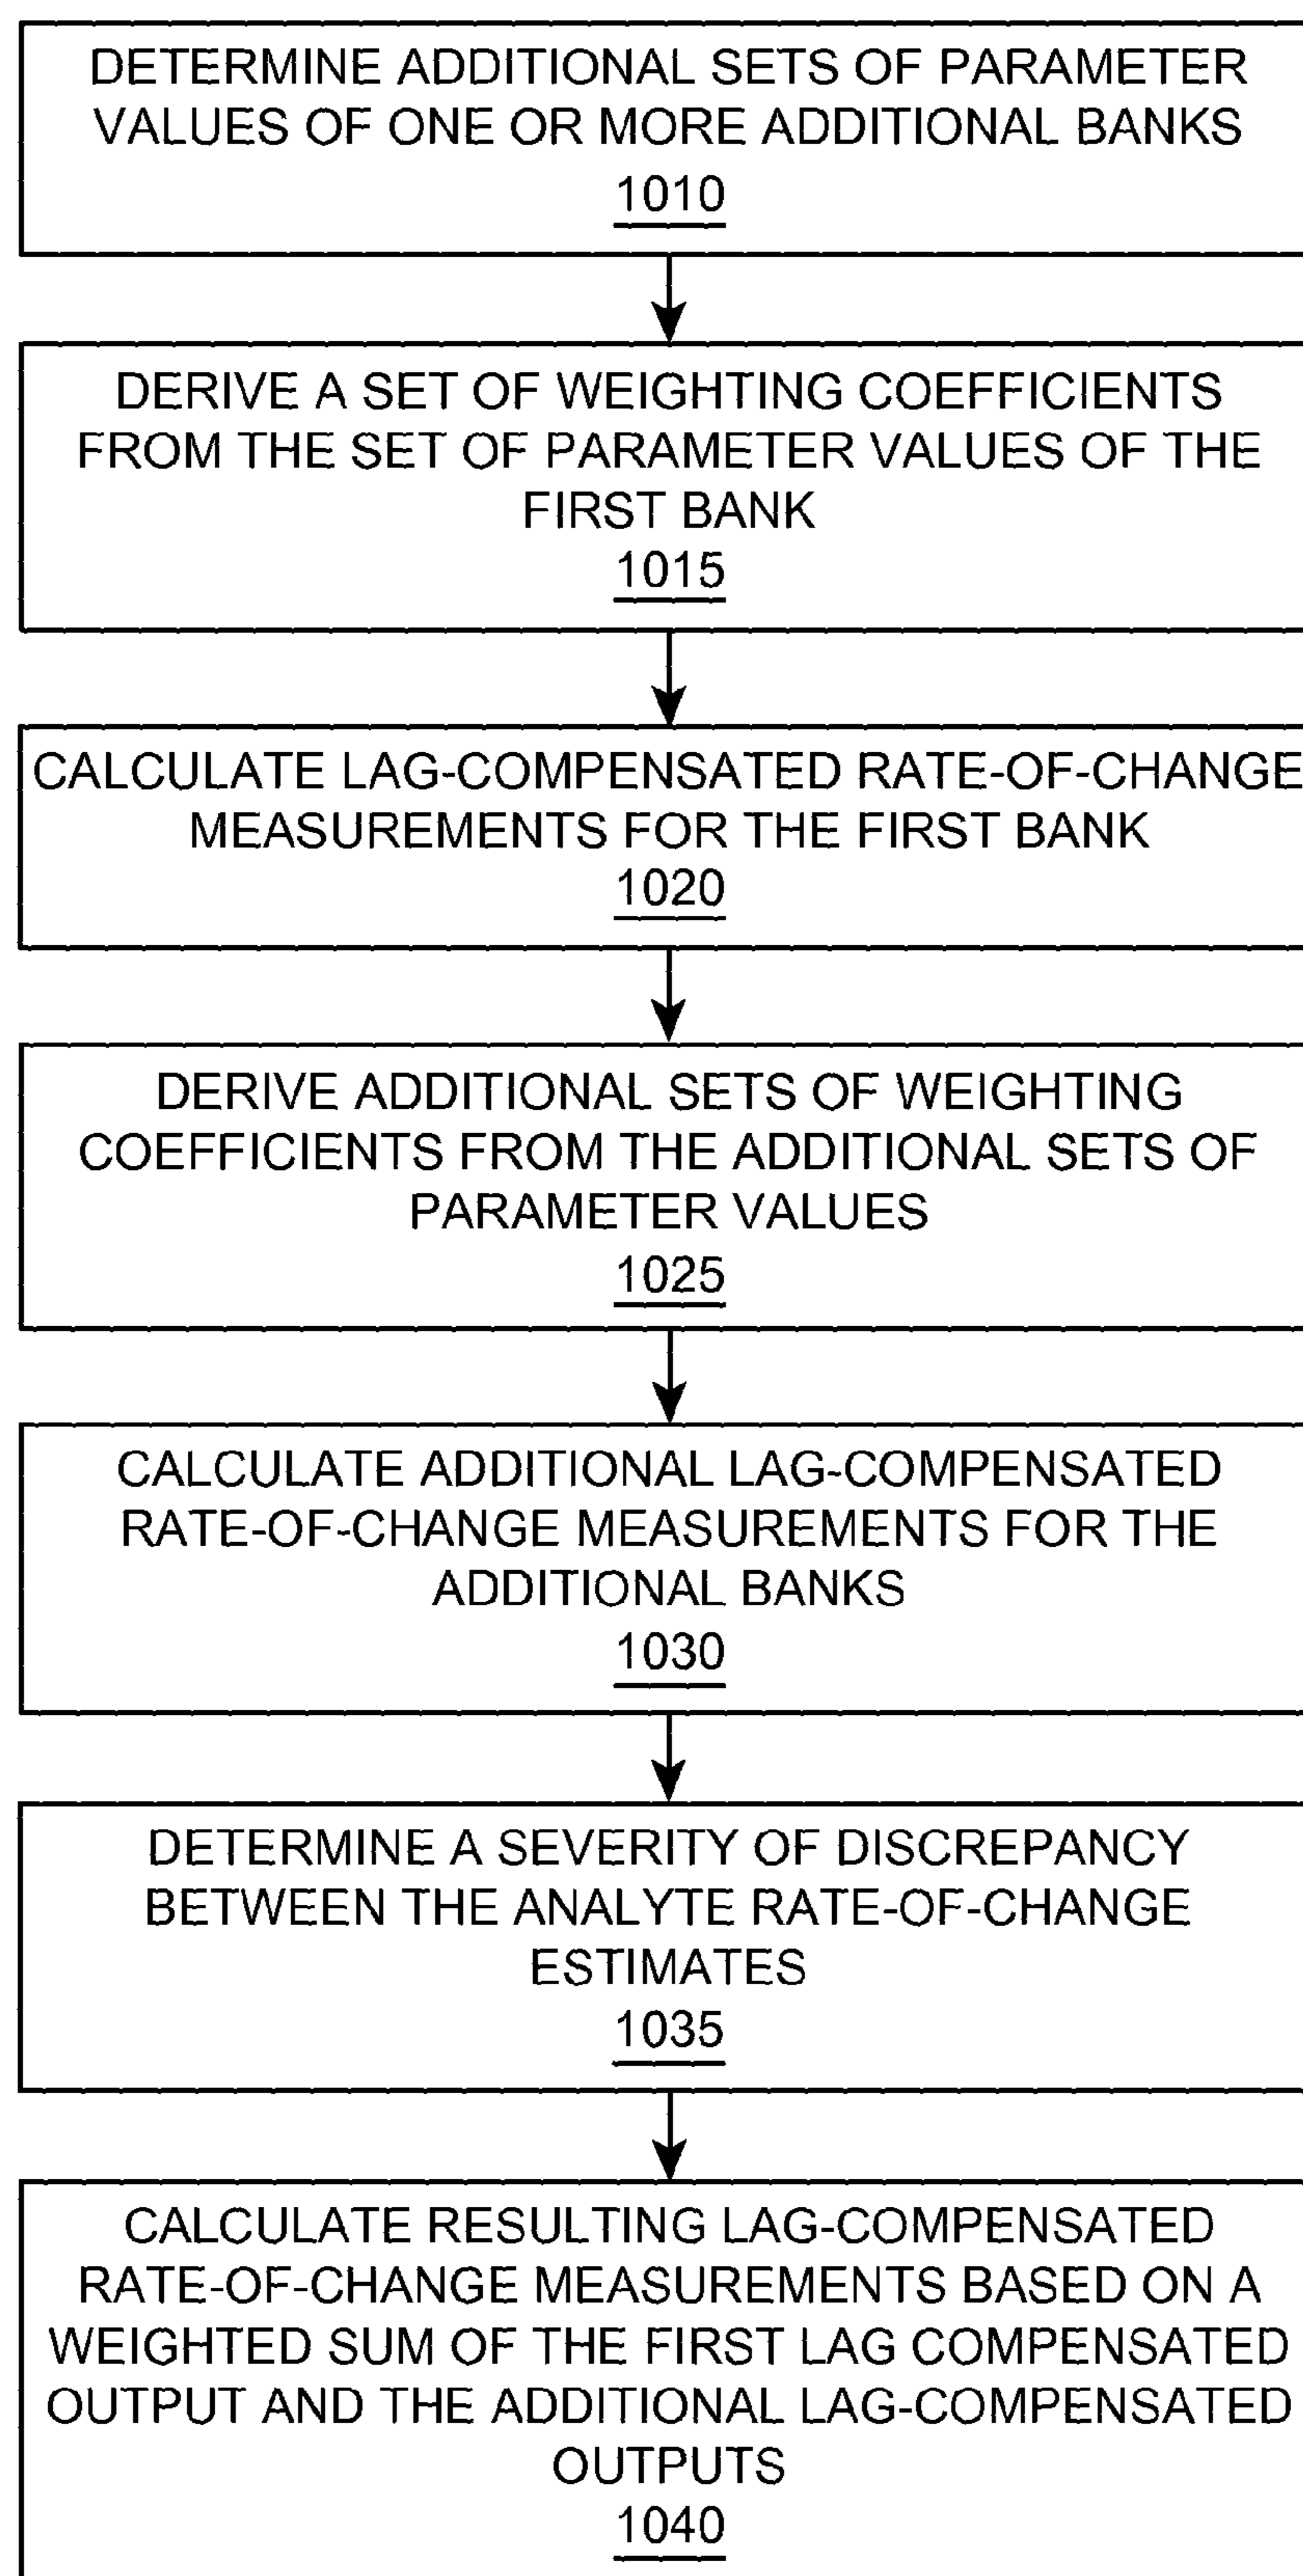 DETERMINE ADDITIONAL SETS OF PARAMETER
VALUES OF ONE OR MORE ADDITIONAL BANKS
1010
DERIVE A SET OF WEIGHTING COEFFICIENTS
FROM THE SET OF PARAMETER VALUES OF THE
FIRST BANK
1015
CALCULATE LAG-COMPENSATED RATE-OF-CHANGE
MEASUREMENTS FOR THE FIRST BANK
1020
DERIVE ADDITIONAL SETS OF WEIGHTING
COEFFICIENTS FROM THE ADDITIONAL SETS OF
PARAMETER VALUES
1025
CALCULATE ADDITIONAL LAG-COMPENSATED
RATE-OF-CHANGE MEASUREMENTS FOR THE
ADDITIONAL BANKS
1030
DETERMINE A SEVERITY OF DISCREPANCY
BETWEEN THE ANALYTE RATE-OF-CHANGE
ESTIMATES
1035
CALCULATE RESULTING LAG-COMPENSATED
RATE-OF-CHANGE MEASUREMENTS BASED ON A
WEIGHTED SUM OF THE FIRST LAG COMPENSATED
OUTPUT AND THE ADDITIONAL LAG-COMPENSATED
OUTPUTS
1040